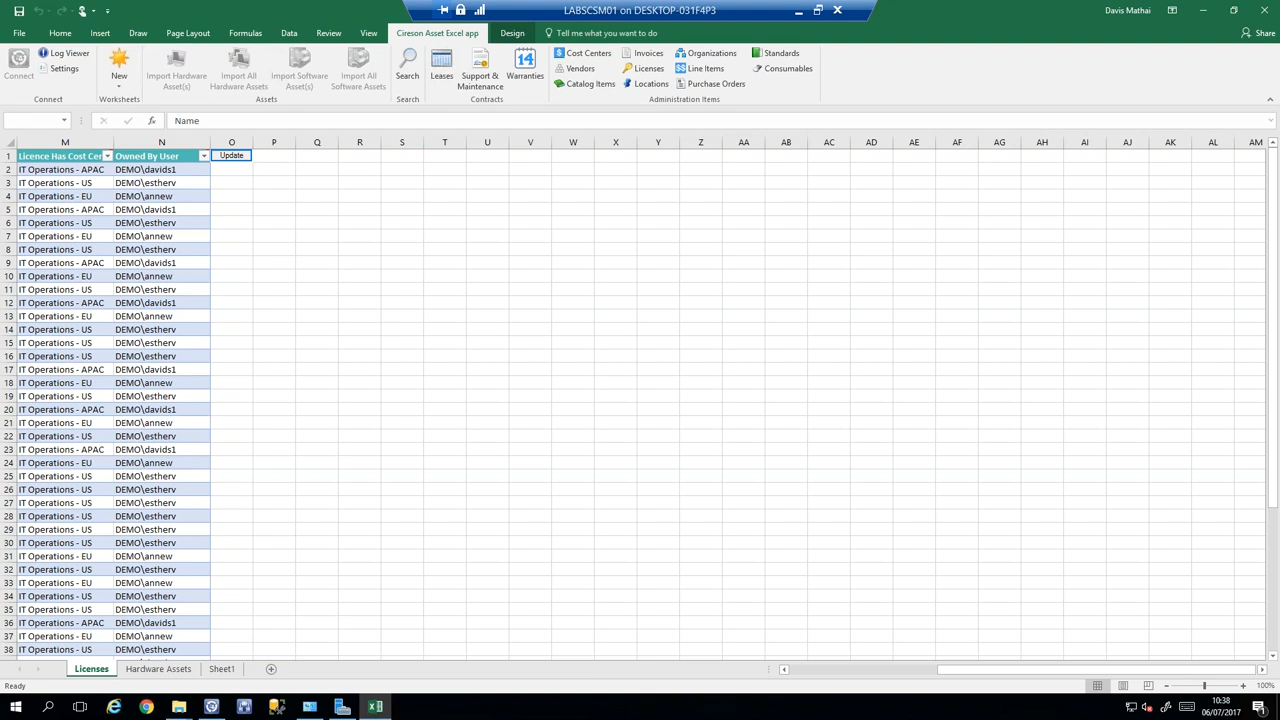 LABSCSM01 on DESKTOP-031F4P3
Davis Mathai
File Home Insert Draw Page Layout Formulas Data Review View Cireson Asset Excel app Design Tell me what you want to do Share
Connect
Log Viewer
Settings
Connect
New
Worksheets
Import Hardware Asset(s)
Import All Hardware Assets
Import Software Asset(s)
Import All Software Assets
Assets
Search
Search
Leases
Support & Maintenance
Warranties
Contracts
Cost Centers Invoices Organizations Standards
Vendors Licenses Line Items Consumables
Catalog Items Locations Purchase Orders
Administration Items
Name
M N O P Q R S T U V W X Y Z AA AB AC AD AE AF AG AH AI AJ AK AL AM
1 Licence Has Cost Cer Owned By User Update
2 IT Operations - APAC DEMO\davids1
3 IT Operations - US DEMO\estherv
4 IT Operations - EU DEMO\annew
5 IT Operations - APAC DEMO\davids1
6 IT Operations - US DEMO\estherv
7 IT Operations - EU DEMO\annew
8 IT Operations - US DEMO\estherv
9 IT Operations - APAC DEMO\davids1
10 IT Operations - EU DEMO\annew
11 IT Operations - US DEMO\estherv
12 IT Operations - APAC DEMO\davids1
13 IT Operations - EU DEMO\annew
14 IT Operations - US DEMO\estherv
15 IT Operations - US DEMO\estherv
16 IT Operations - US DEMO\estherv
17 IT Operations - APAC DEMO\davids1
18 IT Operations - EU DEMO\annew
19 IT Operations - US DEMO\estherv
20 IT Operations - APAC DEMO\davids1
21 IT Operations - EU DEMO\annew
22 IT Operations - US DEMO\estherv
23 IT Operations - APAC DEMO\davids1
24 IT Operations - EU DEMO\annew
25 IT Operations - US DEMO\estherv
26 IT Operations - US DEMO\estherv
27 IT Operations - US DEMO\estherv
28 IT Operations - US DEMO\estherv
29 IT Operations - US DEMO\estherv
30 IT Operations - US DEMO\estherv
31 IT Operations - EU DEMO\annew
32 IT Operations - US DEMO\estherv
33 IT Operations - EU DEMO\annew
34 IT Operations - US DEMO\estherv
35 IT Operations - US DEMO\estherv
36 IT Operations - APAC DEMO\davids1
37 IT Operations - EU DEMO\annew
38 IT Operations - US DEMO\estherv
Licenses Hardware Assets Sheet1
Ready
100%
10:38
06/07/2017